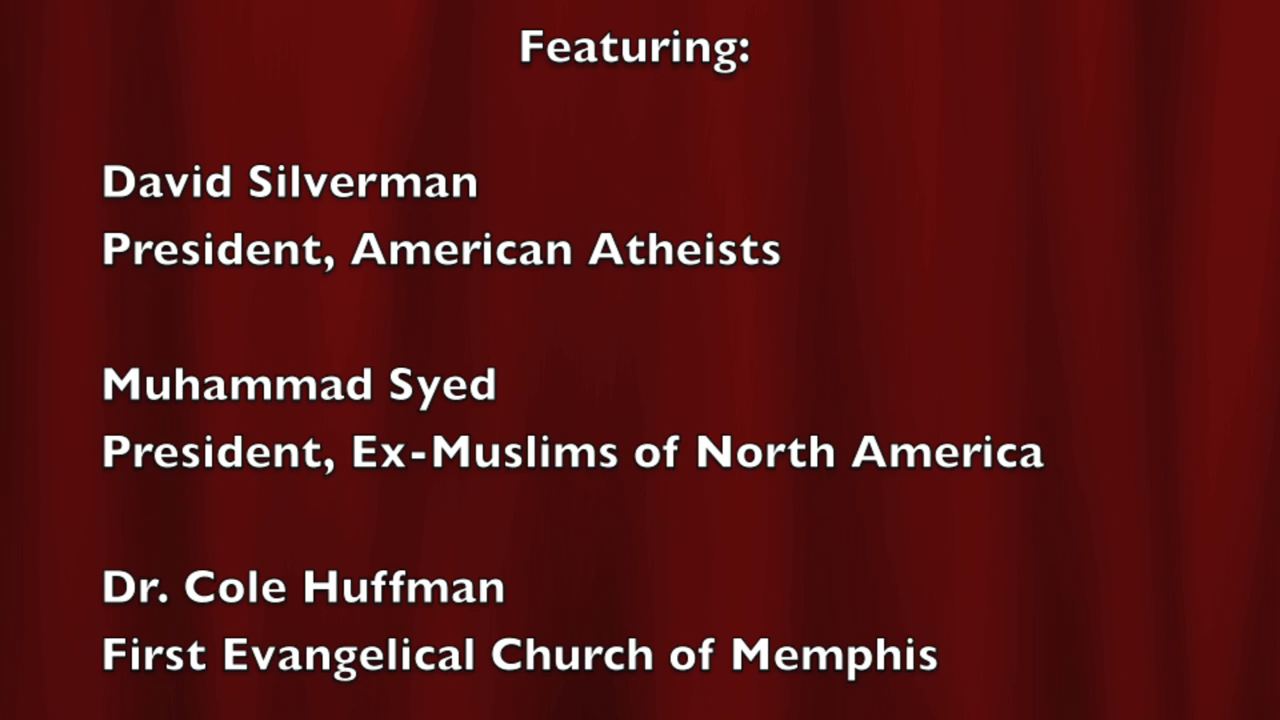 Featuring:
David Silverman
President, American Atheists
Muhammad Syed
President, Ex-Muslims of North America
Dr. Cole Huffman
First Evangelical Church of Memphis